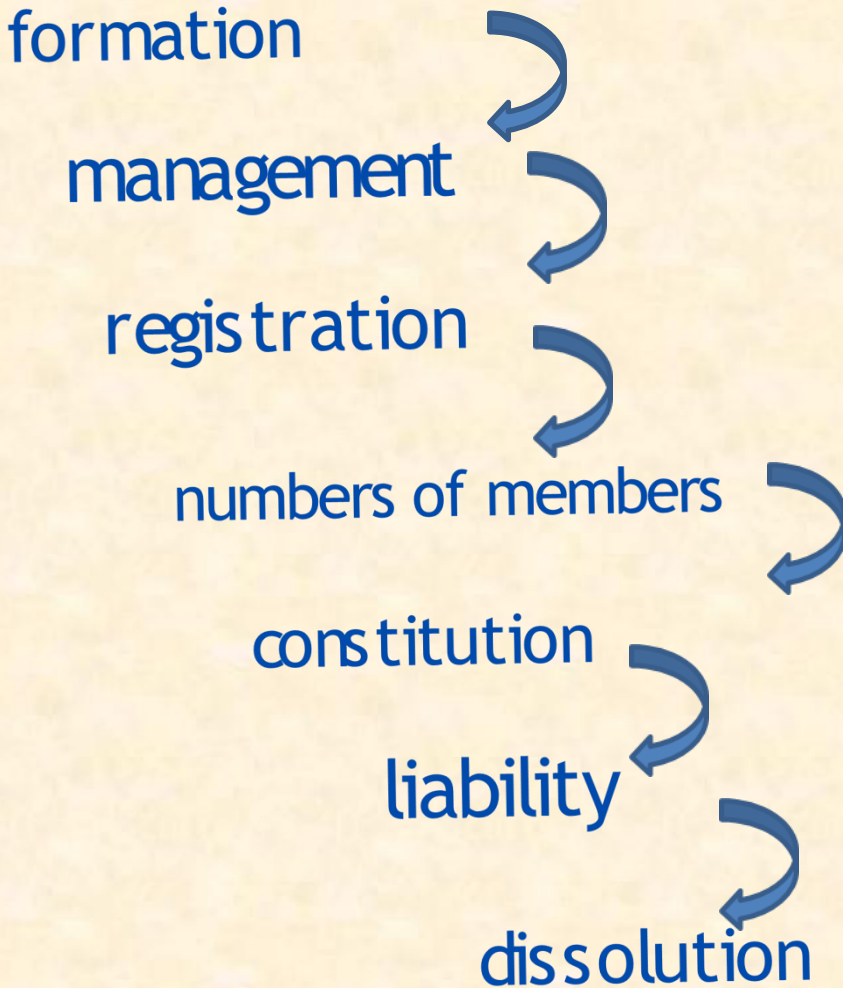 formation
management
registration
numbers of members
constitution
liability
dissolution